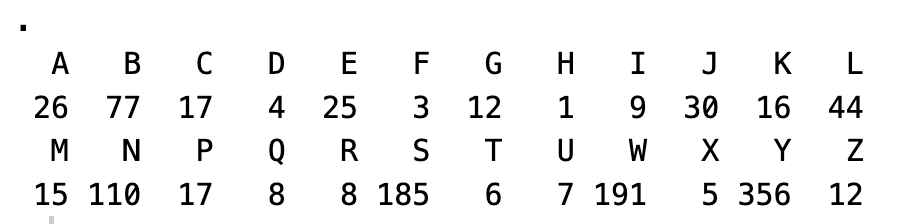 .
A B C D E F G H I J K L
26 77 17 4 25 3 12 1 9 30 16 44
M N P Q R S T U W X Y Z
15 110 17 8 8 185 6 7 191 5 356 12